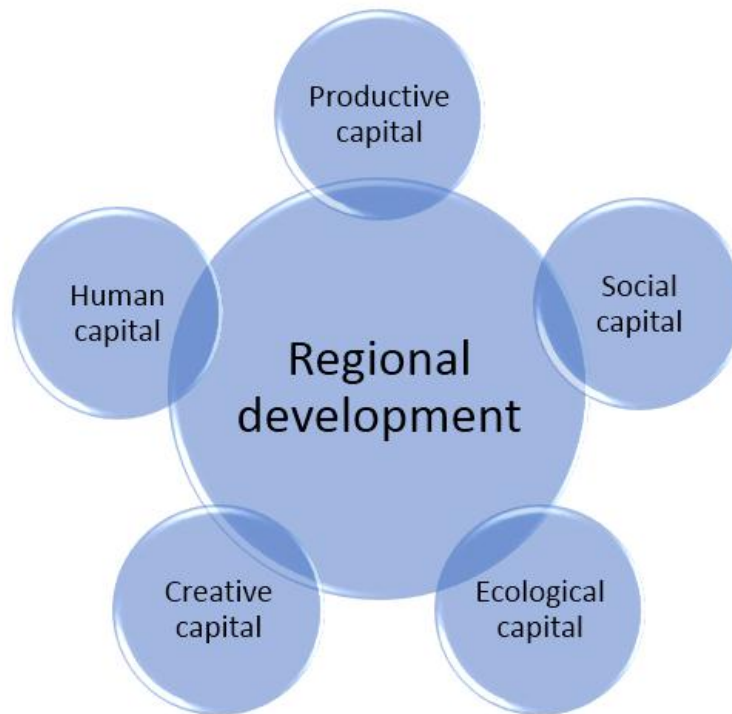 Productive
capital
Human
capital
Social
capital
Regional
development
Creative
capital
Ecological
capital